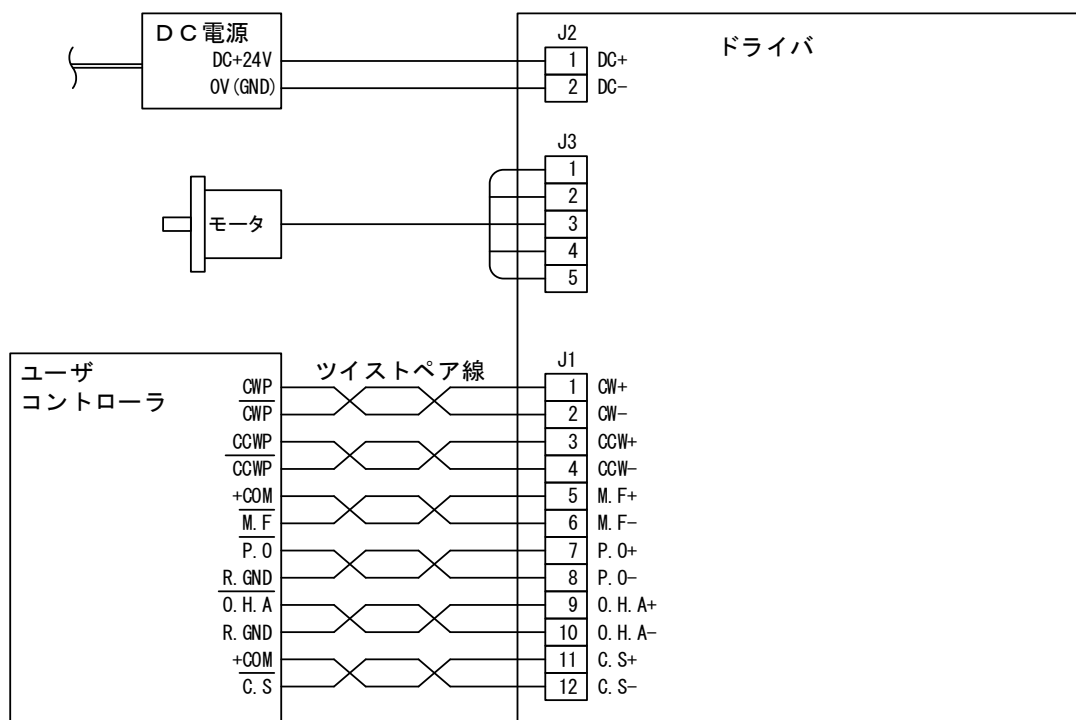 DC電源
DC+24V
0V(GND)
J2
1 DC+
2 DC-
ドライバ
モータ
J3
1
2
3
4
5
ユーザ
コントローラ
ツイストペア線
J1
CWP 1 CW+
CWP 2 CW-
CCWP 3 CCW+
CCWP 4 CCW-
+COM 5 M.F+
M.F 6 M.F-
P.O 7 P.O+
R.GND 8 P.O-
O.H.A 9 O.H.A+
R.GND 10 O.H.A-
+COM 11 C.S+
C.S 12 C.S-